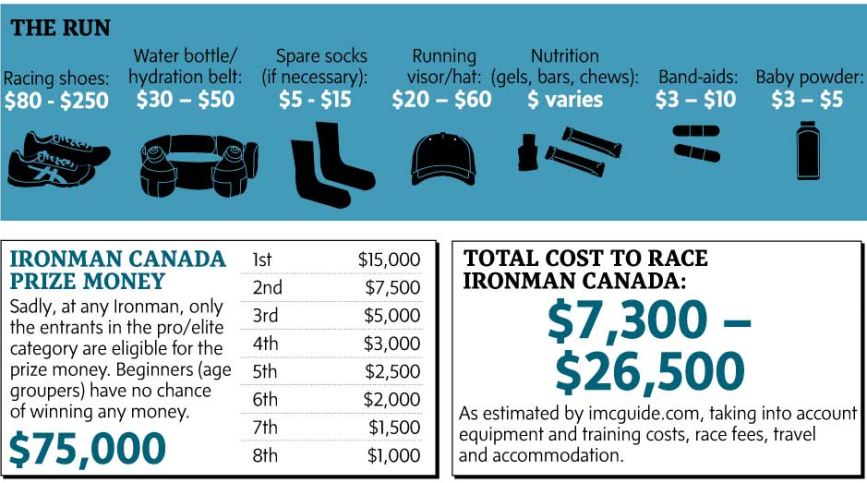 THE RUN
Racing shoes:
$80 - $250
Water bottle/
hydration belt:
$30 – $50
Spare socks
(if necessary):
$5 - $15
Running
visor/hat:
$20 – $60
Nutrition
(gels, bars, chews):
$ varies
Band-aids:
$3 – $10
Baby powder:
$3 – $5
IRONMAN CANADA
PRIZE MONEY
Sadly, at any Ironman, only
the entrants in the pro/elite
category are eligible for the
prize money. Beginners (age
groupers) have no chance
of winning any money.
$75,000
1st $15,000
2nd $7,500
3rd $5,000
4th $3,000
5th $2,500
6th $2,000
7th $1,500
8th $1,000
TOTAL COST TO RACE
IRONMAN CANADA:
$7,300 –
$26,500
As estimated by imcguide.com, taking into account
equipment and training costs, race fees, travel
and accommodation.